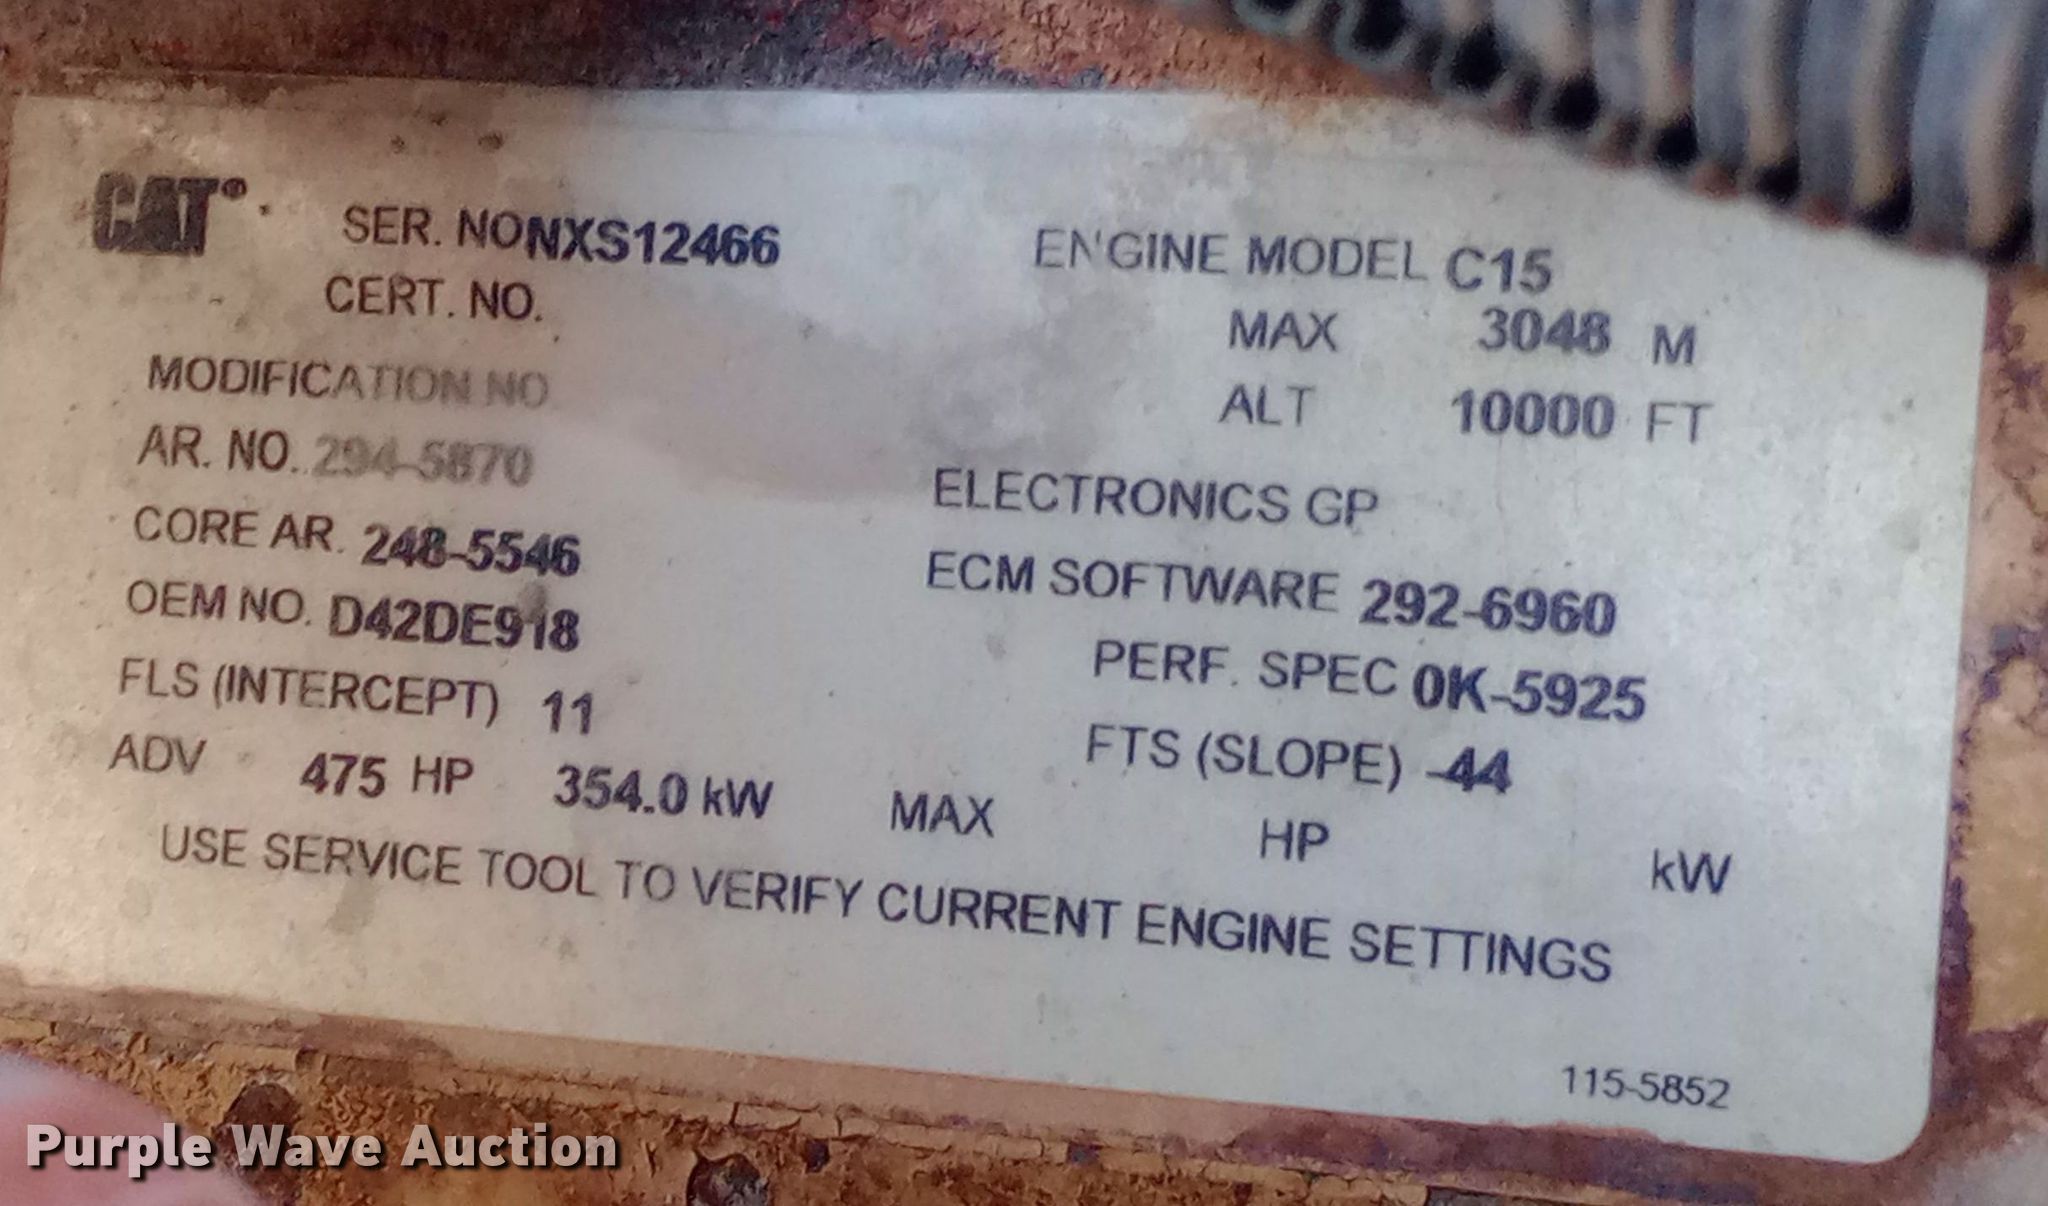 CAT® SER. NO NXS12466 ENGINE MODEL C15
CERT. NO. MAX 3048 M
MODIFICATION NO ALT 10000 FT
AR. NO. 294-5870 ELECTRONICS GP
CORE AR. 248-5546 ECM SOFTWARE 292-6960
OEM NO. D42DE918 PERF. SPEC 0K-5925
FLS (INTERCEPT) 11 FTS (SLOPE) -44
ADV 475 HP 354.0 kW MAX HP kW
USE SERVICE TOOL TO VERIFY CURRENT ENGINE SETTINGS
115-5852
Purple Wave Auction